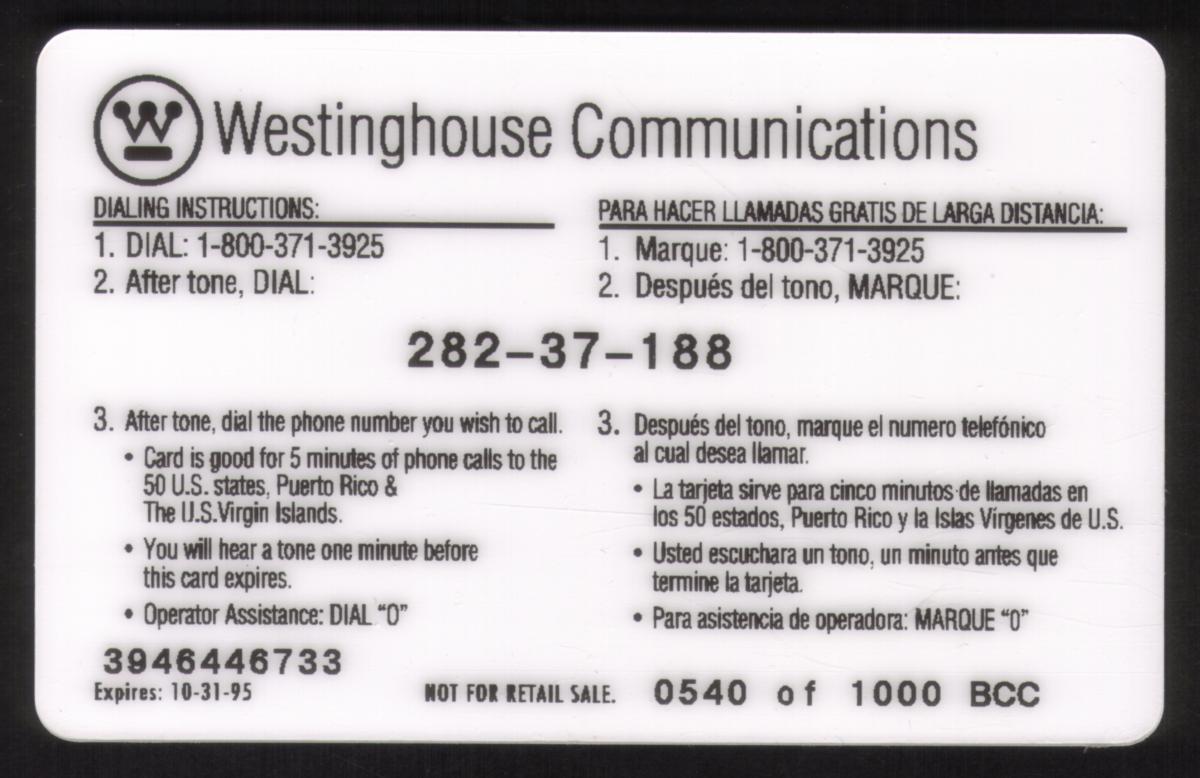 Westinghouse Communications
DIALING INSTRUCTIONS:
1. DIAL: 1-800-371-3925
2. After tone, DIAL:
PARA HACER LLAMADAS GRATIS DE LARGA DISTANCIA:
1. Marque: 1-800-371-3925
2. Después del tono, MARQUE:
282-37-188
3. After tone, dial the phone number you wish to call.
• Card is good for 5 minutes of phone calls to the
50 U.S. states, Puerto Rico &
The U.S.Virgin Islands.
• You will hear a tone one minute before
this card expires.
• Operator Assistance: DIAL "0"
3. Después del tono, marque el numero telefónico
al cual desea llamar.
• La tarjeta sirve para cinco minutos de llamadas en
los 50 estados, Puerto Rico y la Islas Virgenes de U.S.
• Usted escuchara un tono, un minuto antes que
termine la tarjeta.
• Para asistencia de operadora: MARQUE "0"
3946446733
Expires: 10-31-95
NOT FOR RETAIL SALE.
0540 of 1000 BCC